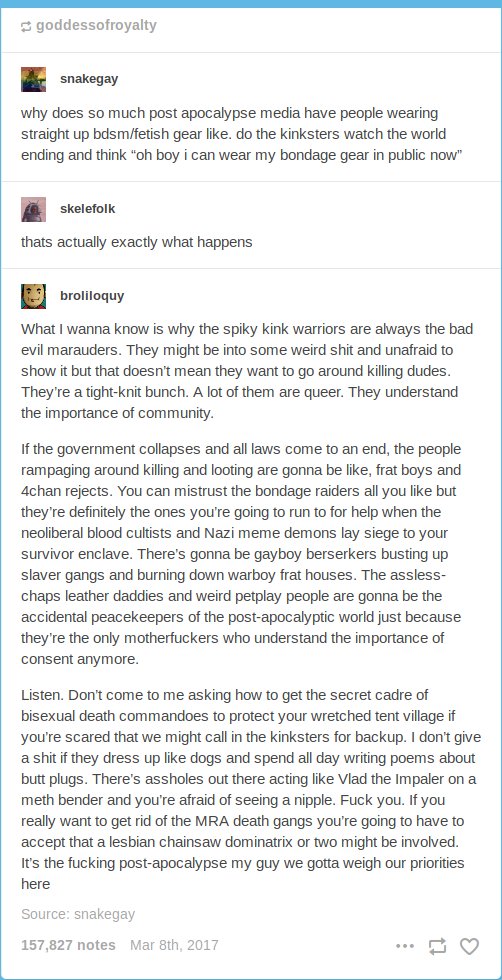 goddessofroyalty
snakegay
why does so much post apocalypse media have people wearing
straight up bdsm/fetish gear like. do the kinksters watch the world
ending and think “oh boy i can wear my bondage gear in public now”
skelefolk
thats actually exactly what happens
broliloquy
What I wanna know is why the spiky kink warriors are always the bad
evil marauders. They might be into some weird shit and unafraid to
show it but that doesn’t mean they want to go around killing dudes.
They’re a tight-knit bunch. A lot of them are queer. They understand
the importance of community.
If the government collapses and all laws come to an end, the people
rampaging around killing and looting are gonna be like, frat boys and
4chan rejects. You can mistrust the bondage raiders all you like but
they’re definitely the ones you’re going to run to for help when the
neoliberal blood cultists and Nazi meme demons lay siege to your
survivor enclave. There’s gonna be gayboy berserkers busting up
slaver gangs and burning down warboy frat houses. The assless-
chaps leather daddies and weird petplay people are gonna be the
accidental peacekeepers of the post-apocalyptic world just because
they’re the only motherfuckers who understand the importance of
consent anymore.
Listen. Don’t come to me asking how to get the secret cadre of
bisexual death commandoes to protect your wretched tent village if
you’re scared that we might call in the kinksters for backup. I don’t give
a shit if they dress up like dogs and spend all day writing poems about
butt plugs. There’s assholes out there acting like Vlad the Impaler on a
meth bender and you’re afraid of seeing a nipple. Fuck you. If you
really want to get rid of the MRA death gangs you’re going to have to
accept that a lesbian chainsaw dominatrix or two might be involved.
It’s the fucking post-apocalypse my guy we gotta weigh our priorities
here
Source: snakegay
157,827 notes Mar 8th, 2017